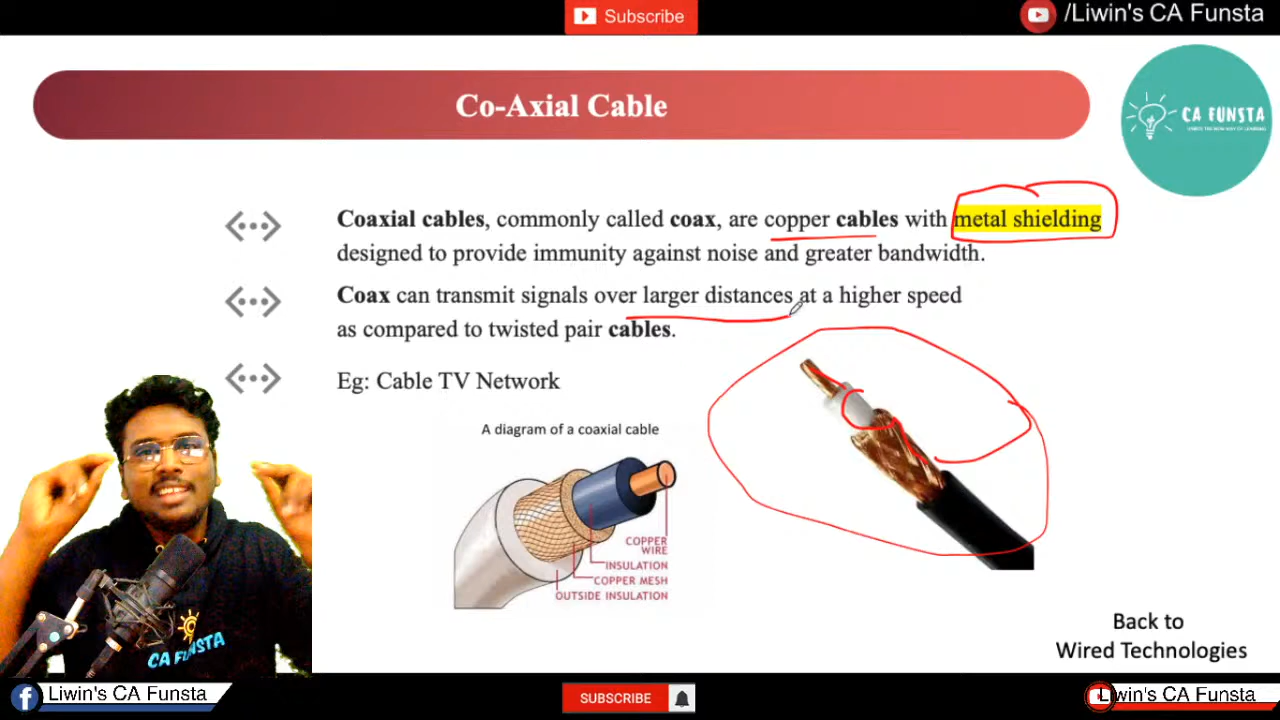 Subscribe
/Liwin's CA Funsta
Co-Axial Cable
CA FUNSTA
Coaxial cables, commonly called coax, are copper cables with metal shielding
designed to provide immunity against noise and greater bandwidth.
Coax can transmit signals over larger distances at a higher speed
as compared to twisted pair cables.
Eg: Cable TV Network
A diagram of a coaxial cable
COPPER
WIRE
INSULATION
COPPER MESH
OUTSIDE INSULATION
CA FUNSTA
Back to
Wired Technologies
Liwin's CA Funsta
SUBSCRIBE
Liwin's CA Funsta